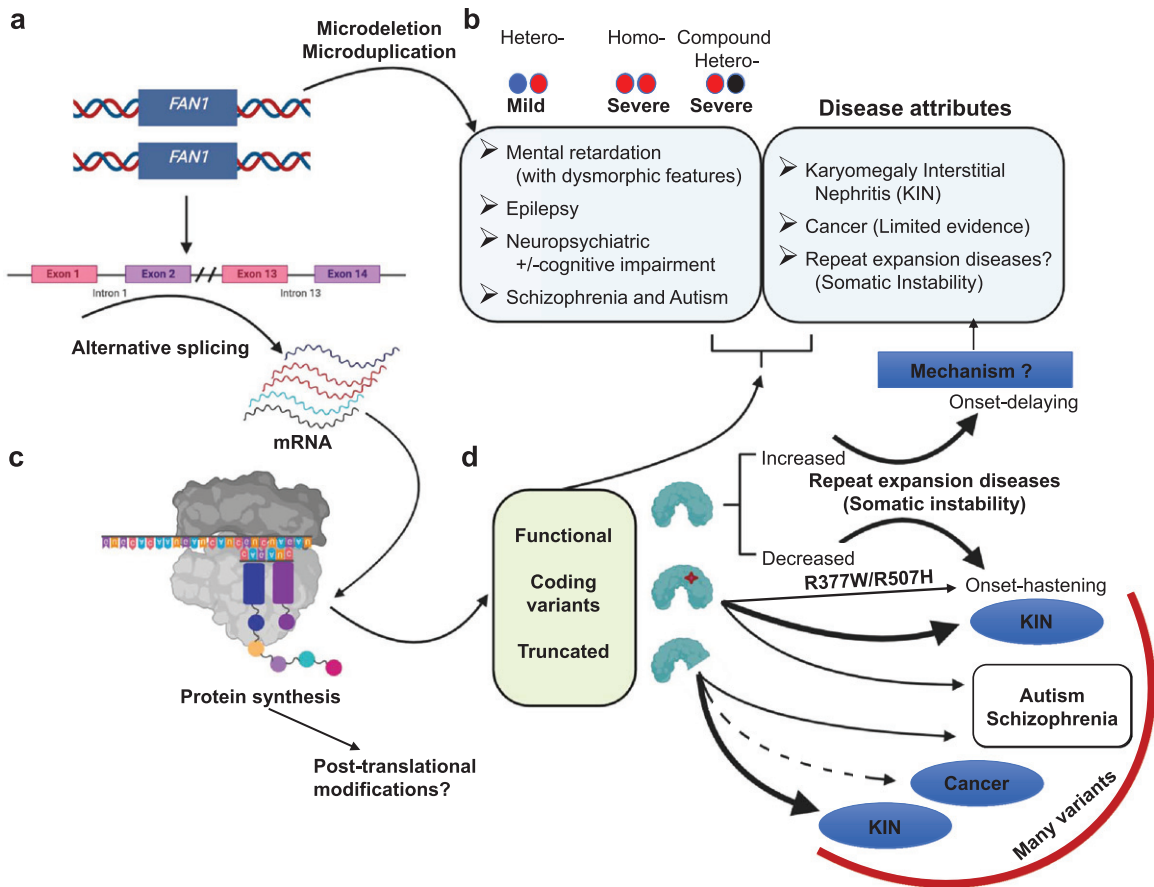 a
Microdeletion
Microduplication
FAN1
FAN1
Exon 1
Exon 2
Exon 13
Exon 14
Intron 1
Intron 13
Alternative splicing
mRNA
b
Hetero-
Mild
Homo-
Severe
Compound
Hetero-
Severe
Mental retardation
(with dysmorphic features)
Epilepsy
Neuropsychiatric
+/-cognitive impairment
Schizophrenia and Autism
Disease attributes
Karyomegaly Interstitial
Nephritis (KIN)
Cancer (Limited evidence)
Repeat expansion diseases?
(Somatic Instability)
Mechanism ?
c
Protein synthesis
Post-translational
modifications?
d
Functional
Coding
variants
Truncated
Increased
Decreased
Onset-delaying
Repeat expansion diseases
(Somatic instability)
R377W/R507H
Onset-hastening
KIN
Autism
Schizophrenia
Cancer
KIN
Many variants